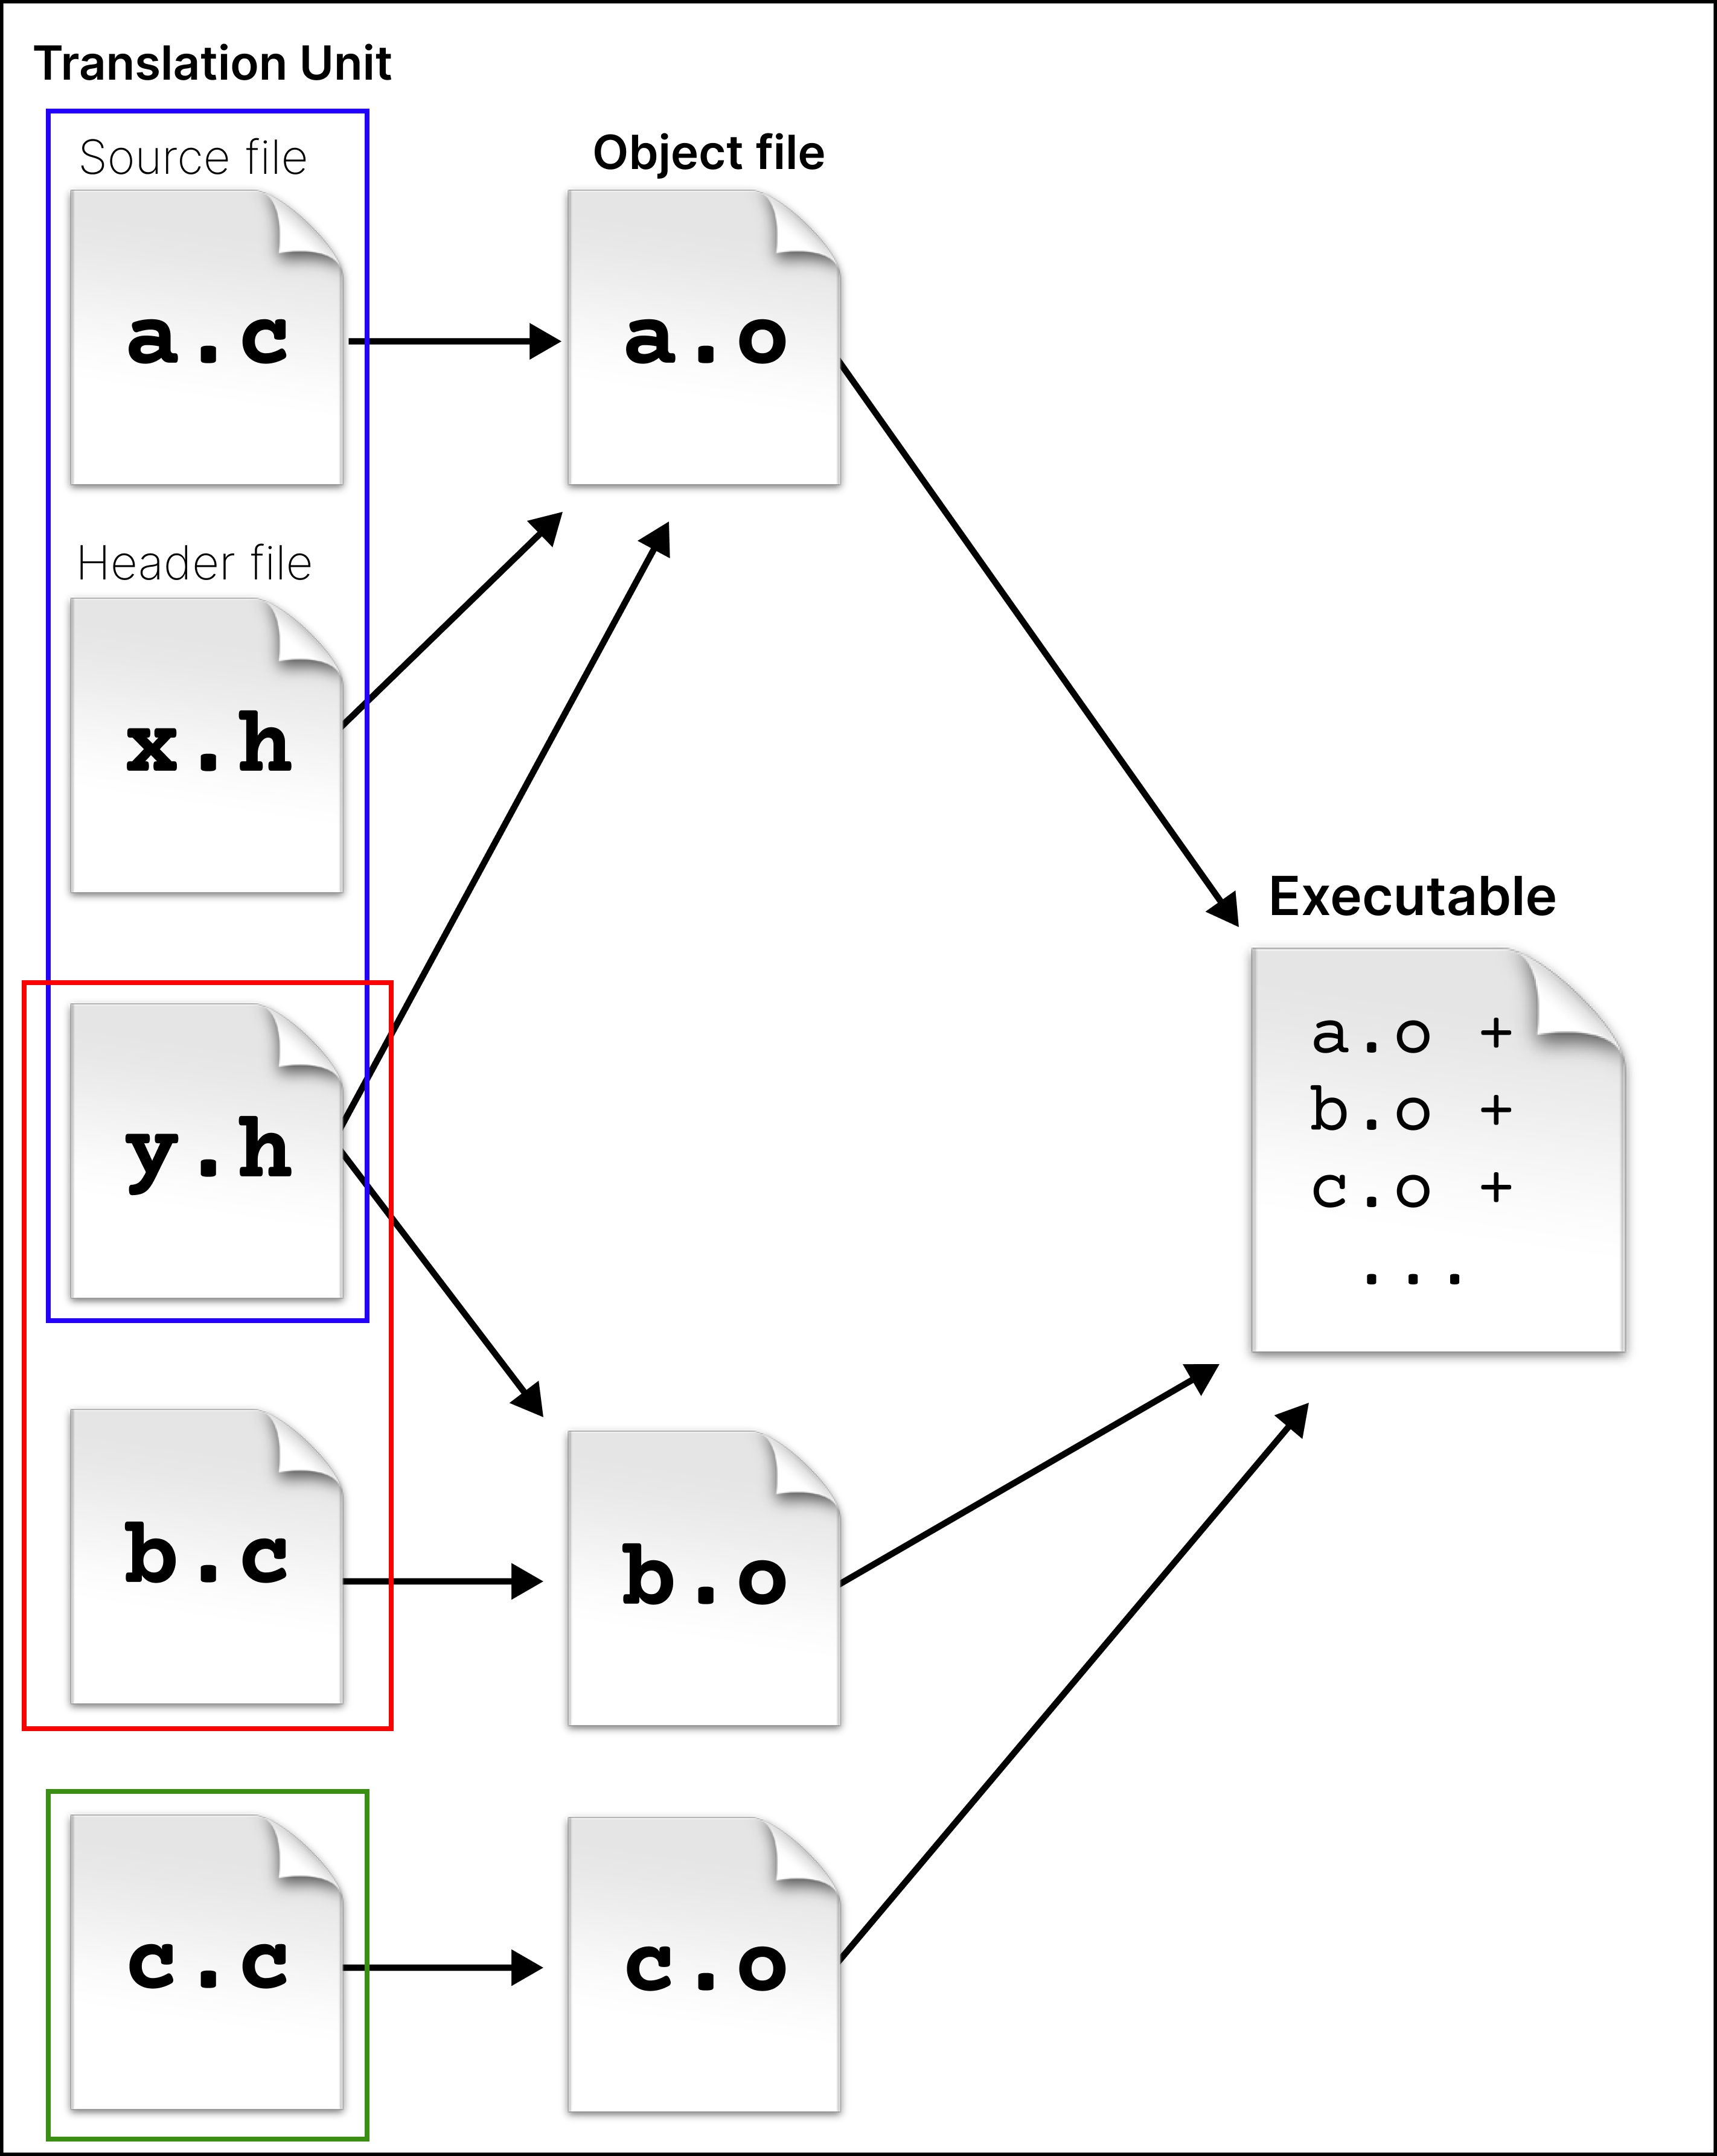 Translation Unit
Source file
Object file
a.c
a.o
Header file
x.h
Executable
y.h
a.o +
b.o +
c.o +
...
b.c
b.o
c.c
c.o